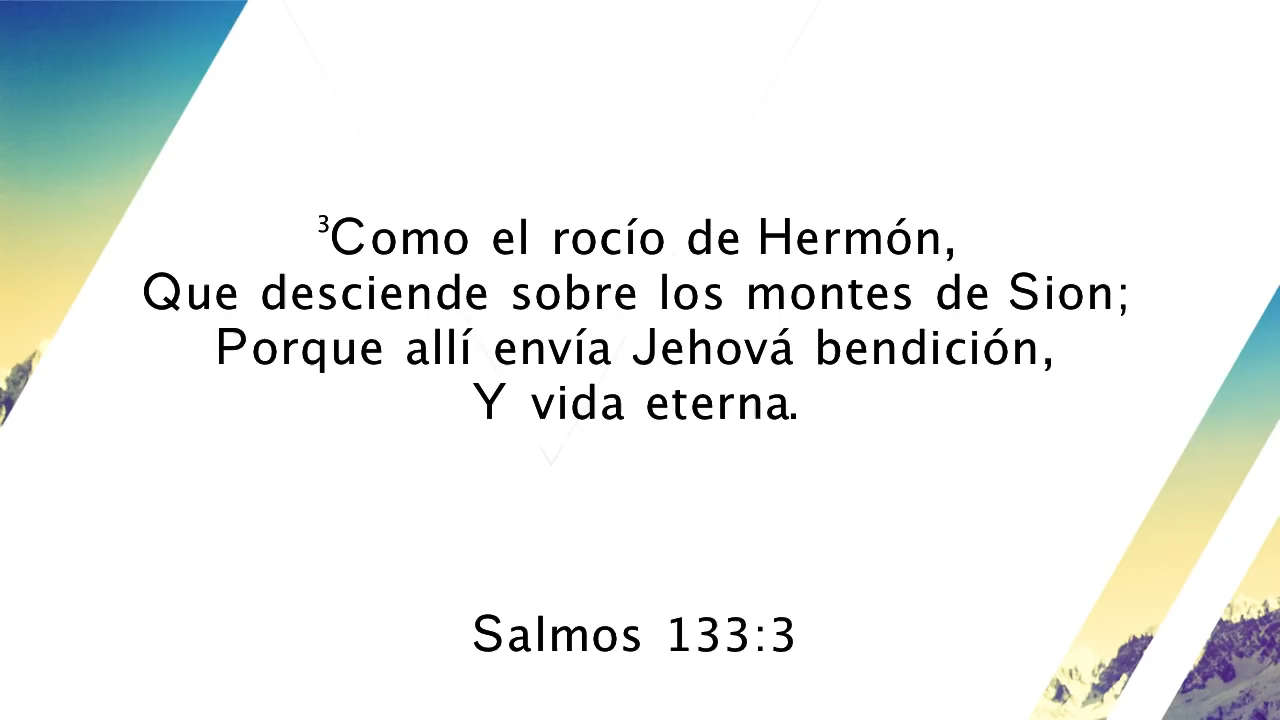 ³Como el rocío de Hermón,
Que desciende sobre los montes de Sion;
Porque allí envía Jehová bendición,
Y vida eterna.
Salmos 133:3